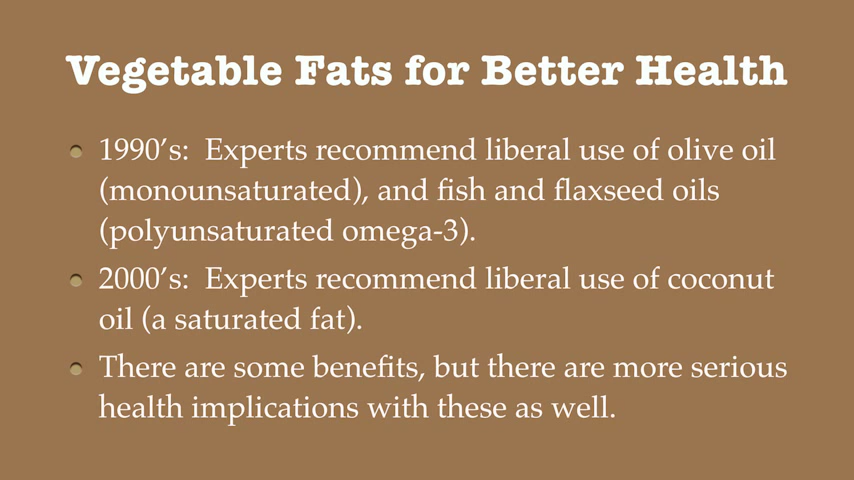 Vegetable Fats for Better Health
1990's:  Experts recommend liberal use of olive oil
(monounsaturated), and fish and flaxseed oils
(polyunsaturated omega-3).
2000's:  Experts recommend liberal use of coconut
oil (a saturated fat).
There are some benefits, but there are more serious
health implications with these as well.